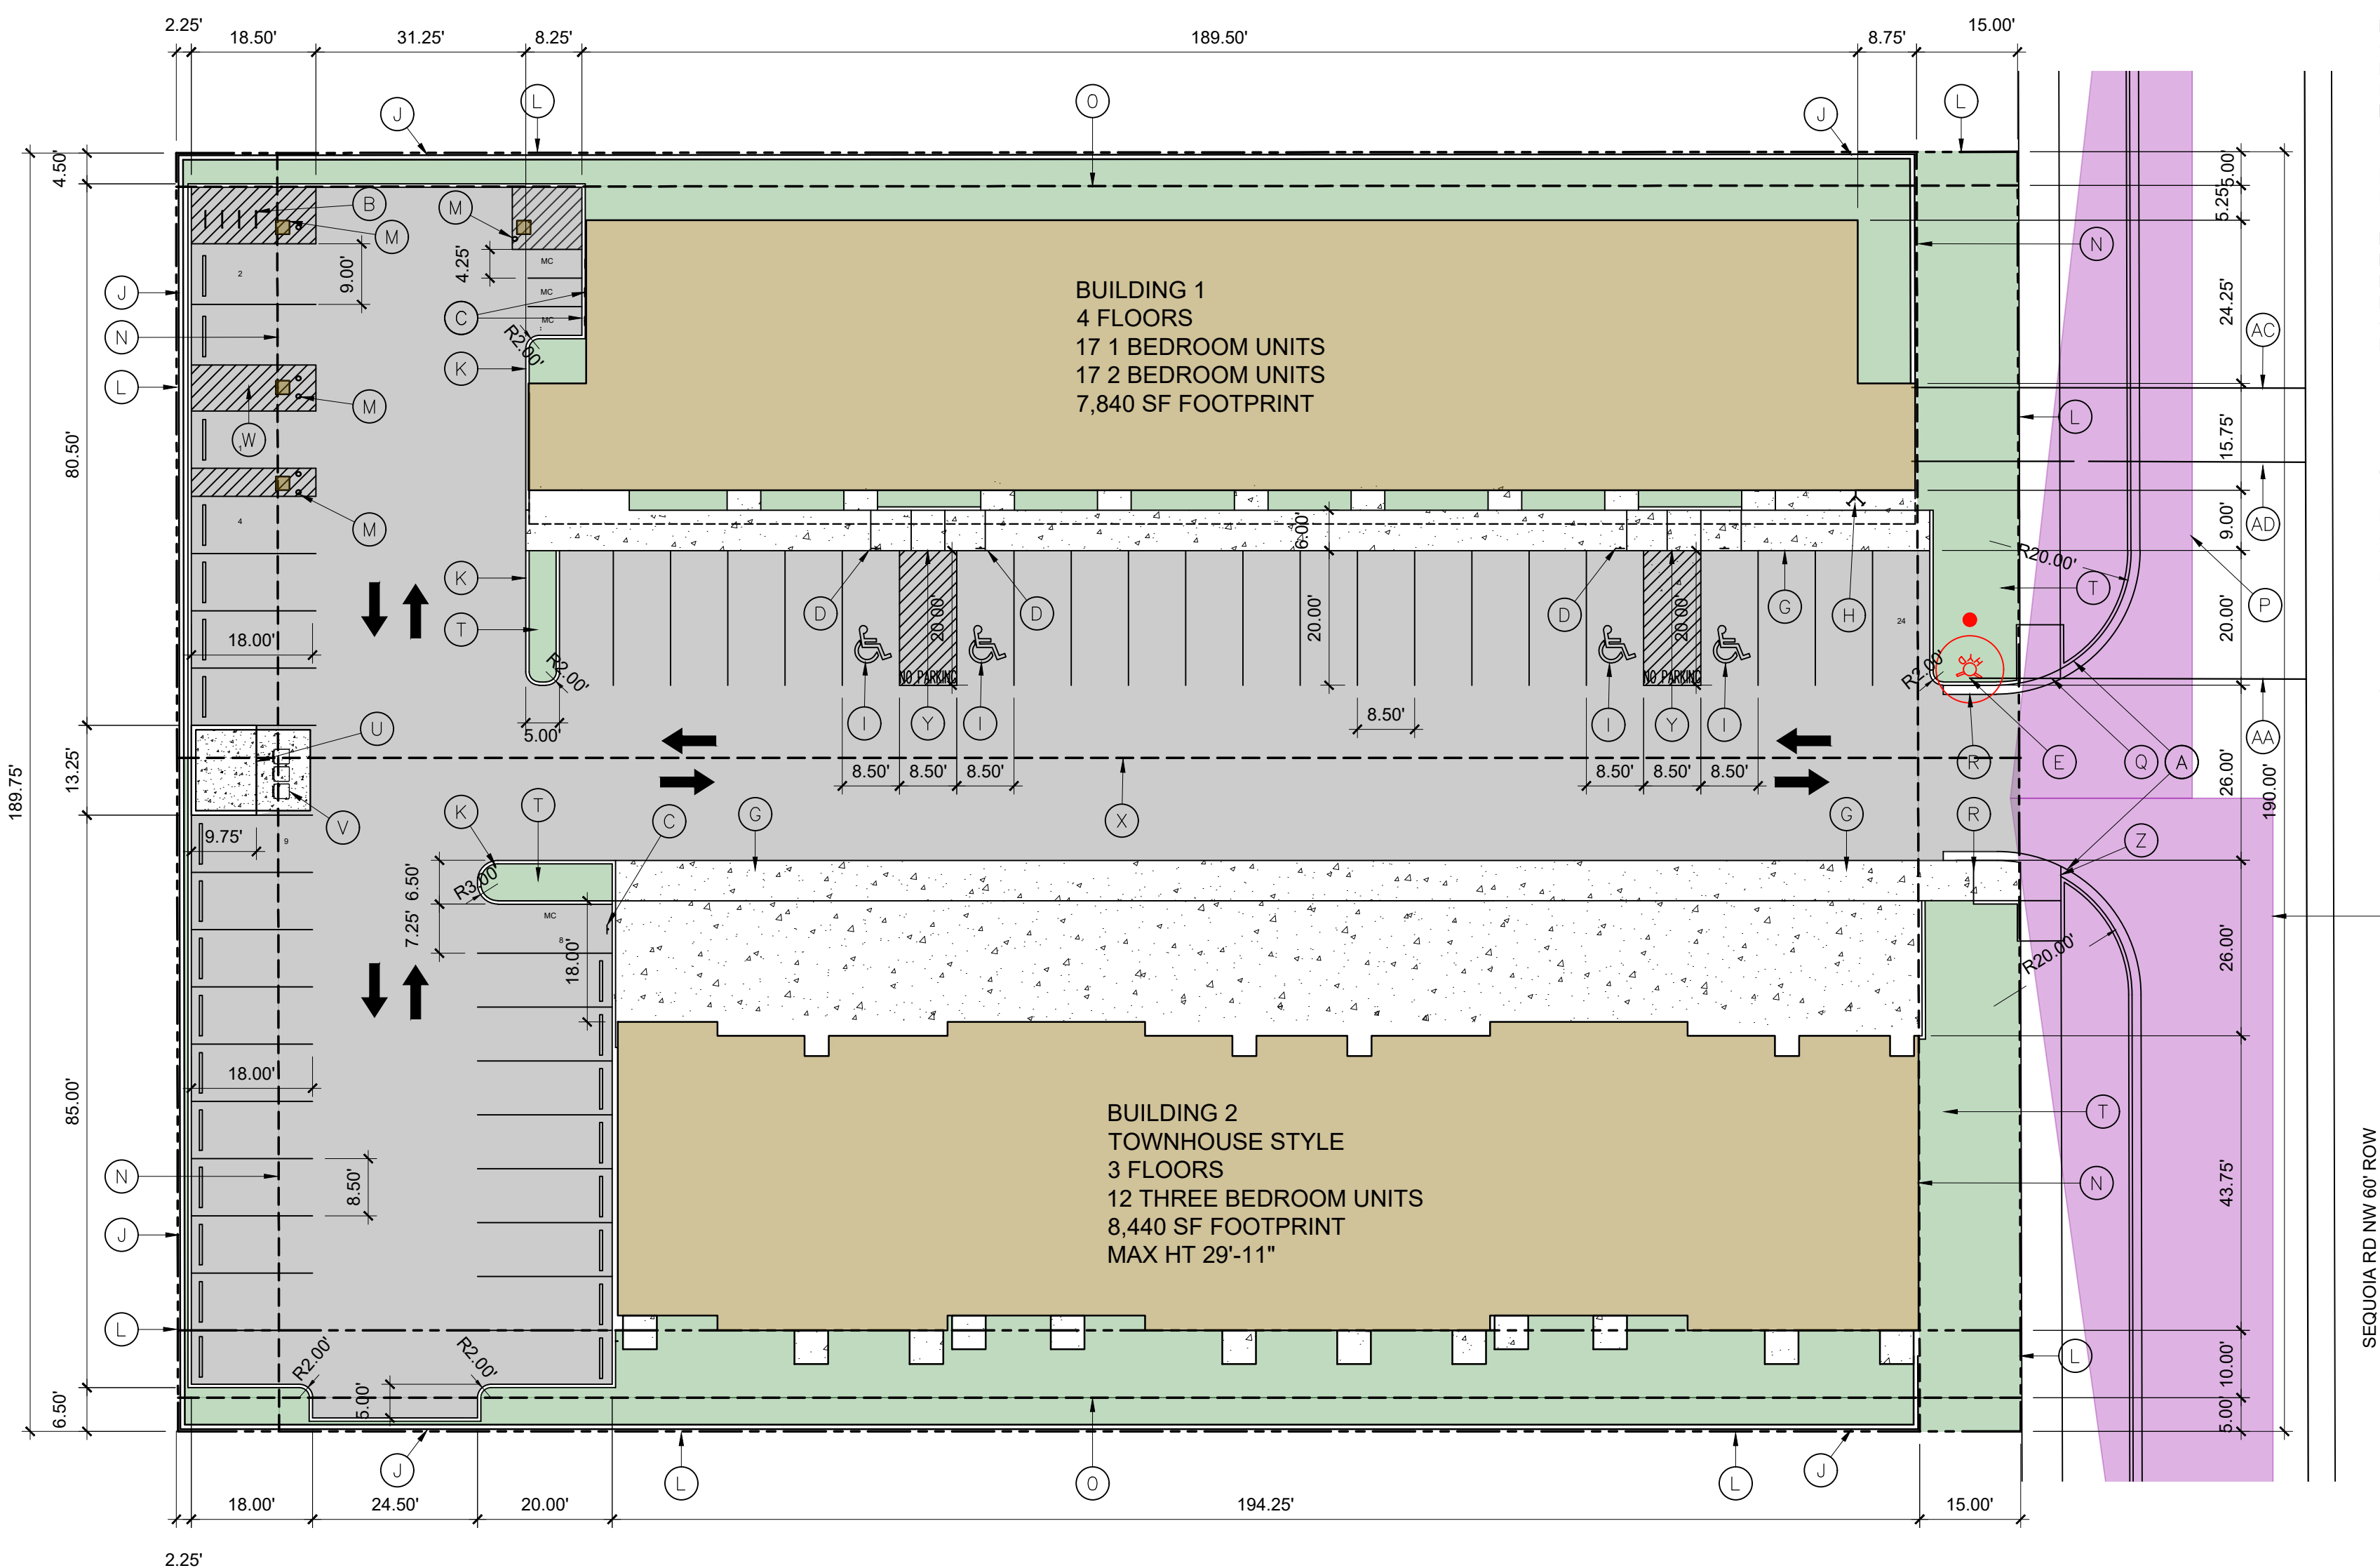 2.25'
18.50'
31.25'
8.25'
189.50'
8.75'
15.00'
J
L
O
J
L
4.50'
5.00'
5.25'
B
M
M
N
9.00'
4.25'
MC
2
BUILDING 1
4 FLOORS
17 1 BEDROOM UNITS
17 2 BEDROOM UNITS
7,840 SF FOOTPRINT
24.25'
J
MC
C
MC
N
R2.00'
AC
K
L
M
L
W
1
80.50'
15.75'
M
4
AD
6.00'
9.00'
R20.00'
K
D
D
D
G
H
T
P
T
20.00'
20.00'
20.00'
24
20.00'
18.00'
R2.00'
R2.00'
NO PARKING
NO PARKING
I
Y
I
8.50'
I
Y
I
U
5.00'
R
E
Q
A
AA
189.75'
13.25'
8.50'
8.50'
8.50'
8.50'
8.50'
8.50'
26.00'
190.00'
V
9.75'
9
K
T
C
G
X
G
R
Z
6.50'
R3.00'
MC
7.25'
8
18.00'
R20.00'
26.00'
18.00'
85.00'
BUILDING 2
TOWNHOUSE STYLE
3 FLOORS
12 THREE BEDROOM UNITS
8,440 SF FOOTPRINT
MAX HT 29'-11"
T
N
8.50'
N
43.75'
J
SEQUOIA RD NW 60' ROW
L
R2.00'
R2.00'
L
10.00'
5.00'
6.50'
5.00'
J
L
O
L
J
18.00'
24.50'
20.00'
194.25'
15.00'
2.25'